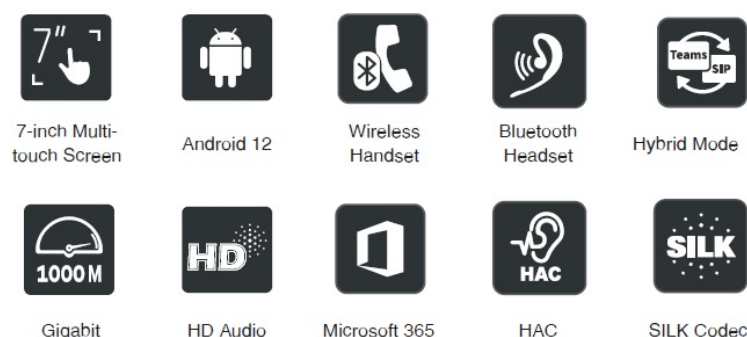 7"
Teams
SIP
7-inch Multi-
touch Screen
Android 12
Wireless
Handset
Bluetooth
Headset
Hybrid Mode
1000M
HD
HAC
SILK
Gigabit
HD Audio
Microsoft 365
HAC
SILK Codec